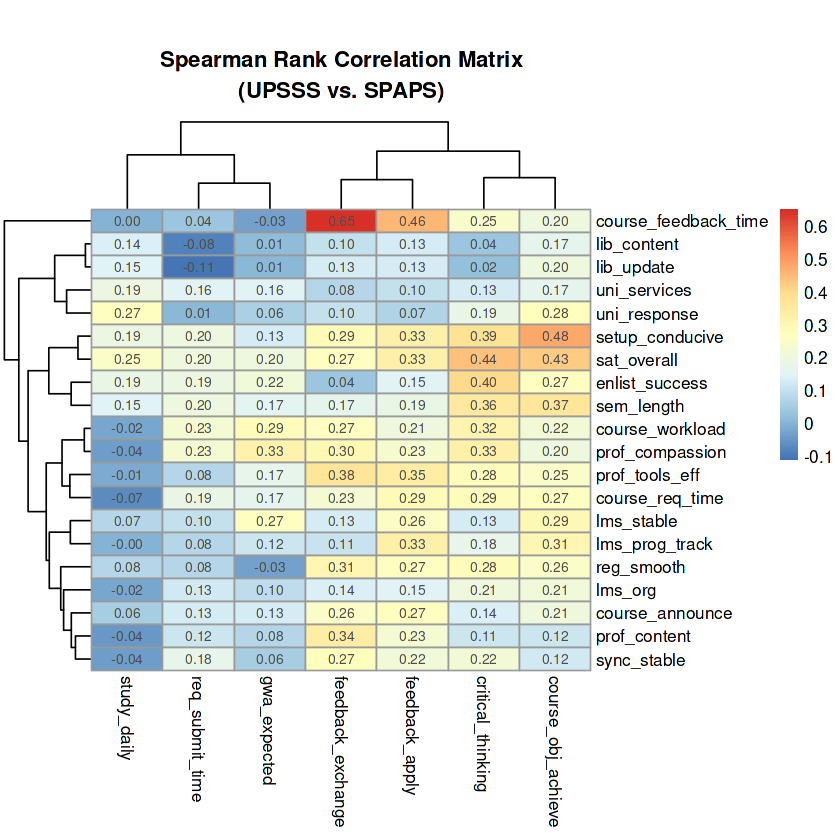 Spearman Rank Correlation Matrix
(UPSSS vs. SPAPS)
0.00 0.04 -0.03 0.65 0.46 0.25 0.20 course_feedback_time
0.14 -0.08 0.01 0.10 0.13 0.04 0.17 lib_content
0.15 -0.11 0.01 0.13 0.13 0.02 0.20 lib_update
0.19 0.16 0.16 0.08 0.10 0.13 0.17 uni_services
0.27 0.01 0.06 0.10 0.07 0.19 0.28 uni_response
0.19 0.20 0.13 0.29 0.33 0.39 0.48 setup_conducive
0.25 0.20 0.20 0.27 0.33 0.44 0.43 sat_overall
0.19 0.19 0.22 0.04 0.15 0.40 0.27 enlist_success
0.15 0.20 0.17 0.17 0.19 0.36 0.37 sem_length
-0.02 0.23 0.29 0.27 0.21 0.32 0.22 course_workload
-0.04 0.23 0.33 0.30 0.23 0.33 0.20 prof_compassion
-0.01 0.08 0.17 0.38 0.35 0.28 0.25 prof_tools_eff
-0.07 0.19 0.17 0.23 0.29 0.29 0.27 course_req_time
0.07 0.10 0.27 0.13 0.26 0.13 0.29 lms_stable
-0.00 0.08 0.12 0.11 0.33 0.18 0.31 lms_prog_track
0.08 0.08 -0.03 0.31 0.27 0.28 0.26 reg_smooth
-0.02 0.13 0.10 0.14 0.15 0.21 0.21 lms_org
0.06 0.13 0.13 0.26 0.27 0.14 0.21 course_announce
-0.04 0.12 0.08 0.34 0.23 0.11 0.12 prof_content
-0.04 0.18 0.06 0.27 0.22 0.22 0.12 sync_stable
study_daily
req_submit_time
gwa_expected
feedback_exchange
feedback_apply
critical_thinking
course_obj_achieve
0.6
0.5
0.4
0.3
0.2
0.1
0
-0.1